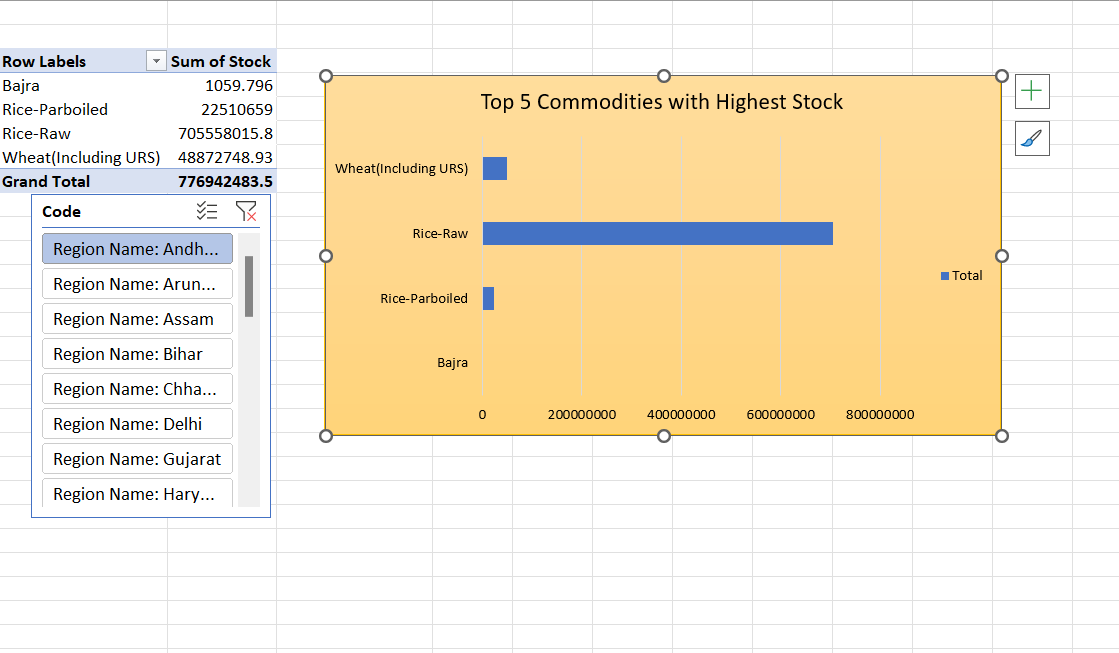 Row Labels Sum of Stock
Bajra 1059.796
Rice-Parboiled 22510659
Rice-Raw 705558015.8
Wheat(Including URS) 48872748.93
Grand Total 776942483.5
Code
Region Name: Andh...
Region Name: Arun...
Region Name: Assam
Region Name: Bihar
Region Name: Chha...
Region Name: Delhi
Region Name: Gujarat
Region Name: Hary...
Top 5 Commodities with Highest Stock
Wheat(Including URS)
Rice-Raw
Rice-Parboiled
Bajra
0 200000000 400000000 600000000 800000000
Total